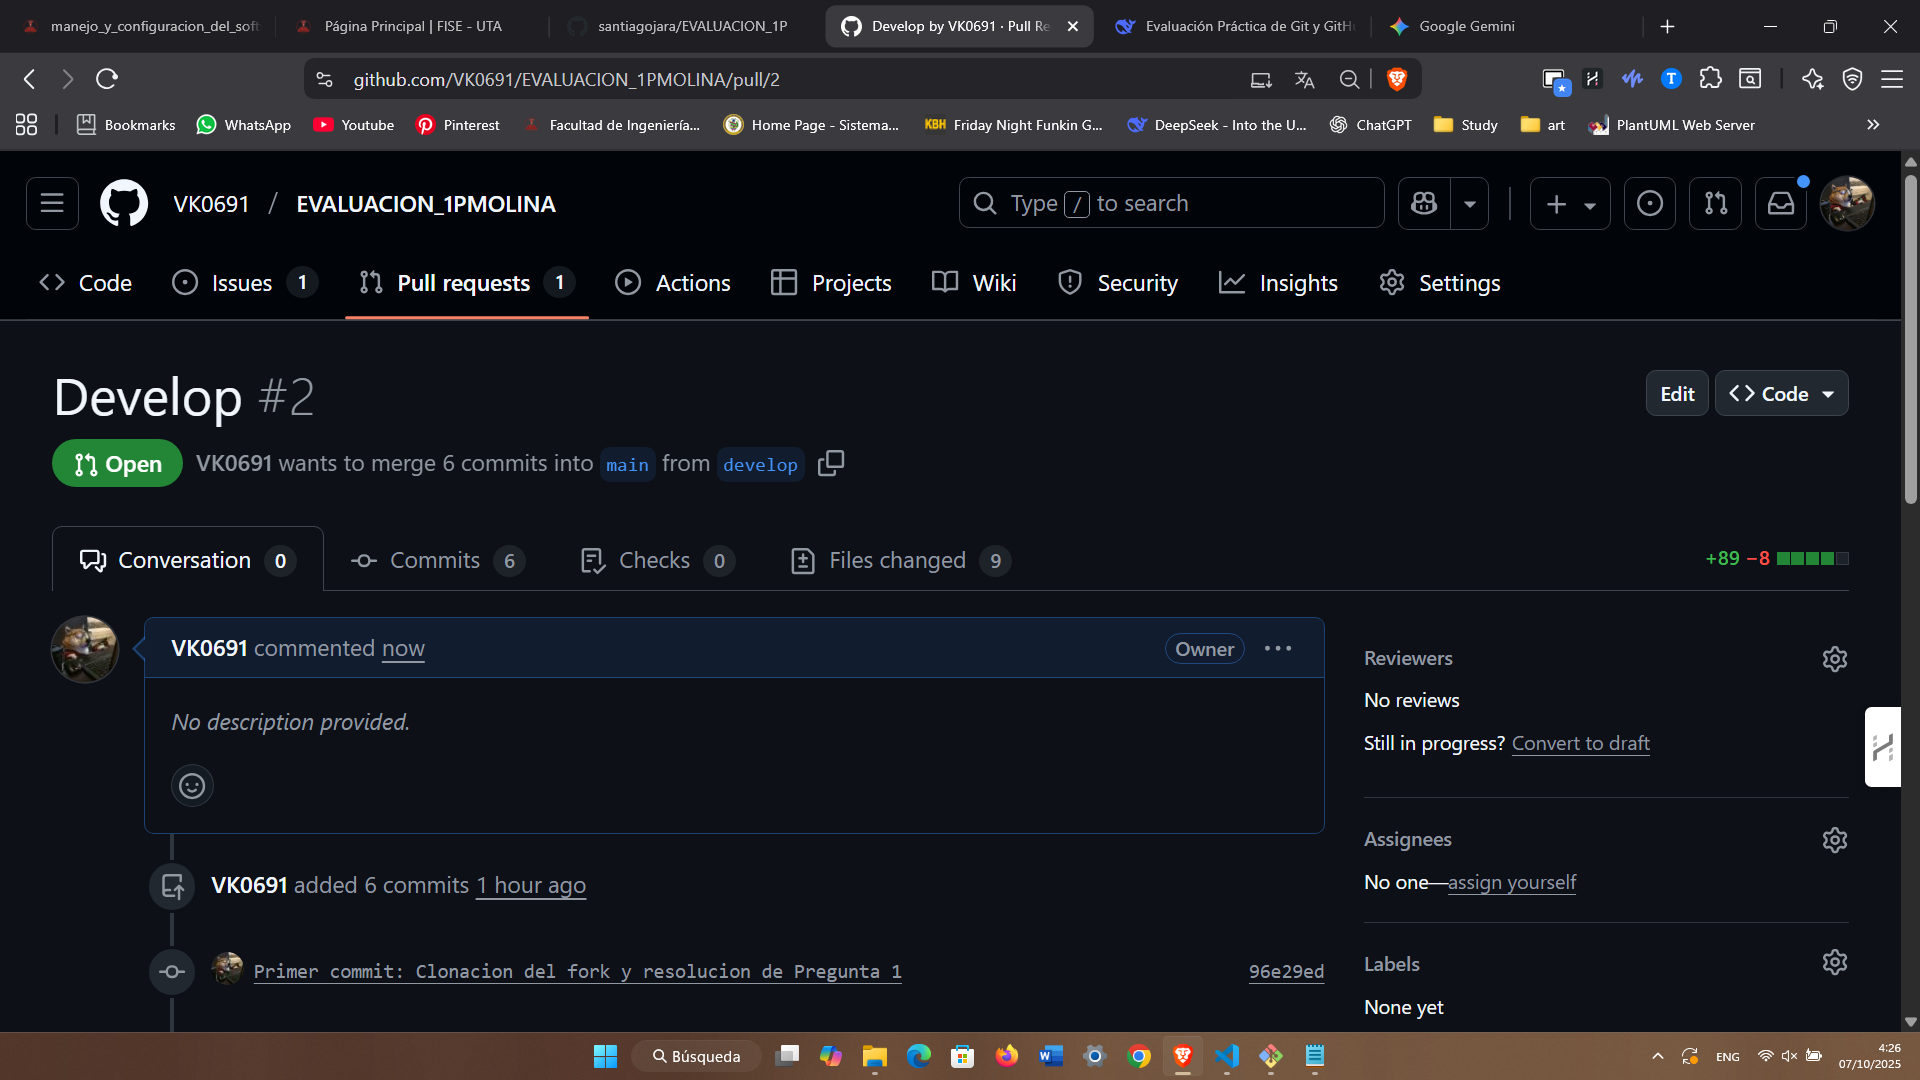 manejo_y_configuracion_del_soft
Página Principal | FISE - UTA
santiagojara/EVALUACION_1P
Develop by VK0691 · Pull Re
Evaluación Práctica de Git y GitHu
Google Gemini
github.com/VK0691/EVALUACION_1PMOLINA/pull/2
Bookmarks
WhatsApp
Youtube
Pinterest
Facultad de Ingeniería...
Home Page - Sistema...
KBH
Friday Night Funkin G...
DeepSeek - Into the U...
ChatGPT
Study
art
PlantUML Web Server
VK0691 / EVALUACION_1PMOLINA
Type / to search
Code
Issues 1
Pull requests 1
Actions
Projects
Wiki
Security
Insights
Settings
Develop #2
Edit
Code
Open
VK0691 wants to merge 6 commits into main from develop
Conversation 0
Commits 6
Checks 0
Files changed 9
+89 −8
VK0691 commented now
Owner
No description provided.
Reviewers
No reviews
Still in progress? Convert to draft
Assignees
No one—assign yourself
VK0691 added 6 commits 1 hour ago
Primer commit: Clonacion del fork y resolucion de Pregunta 1
96e29ed
Labels
None yet
Búsqueda
ENG
4:26
07/10/2025